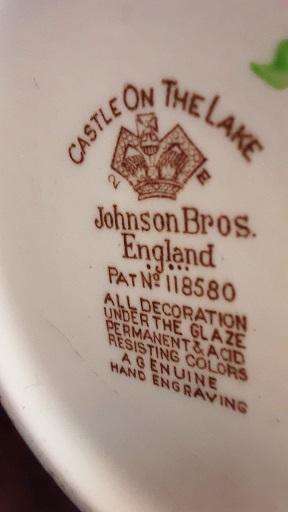 CASTLE ON THE LAKE
2 E
Johnson Bros.
England
PAT Nº 118580
ALL DECORATION
UNDER THE GLAZE
PERMANENT & ACID
RESISTING COLORS
A GENUINE
HAND ENGRAVING